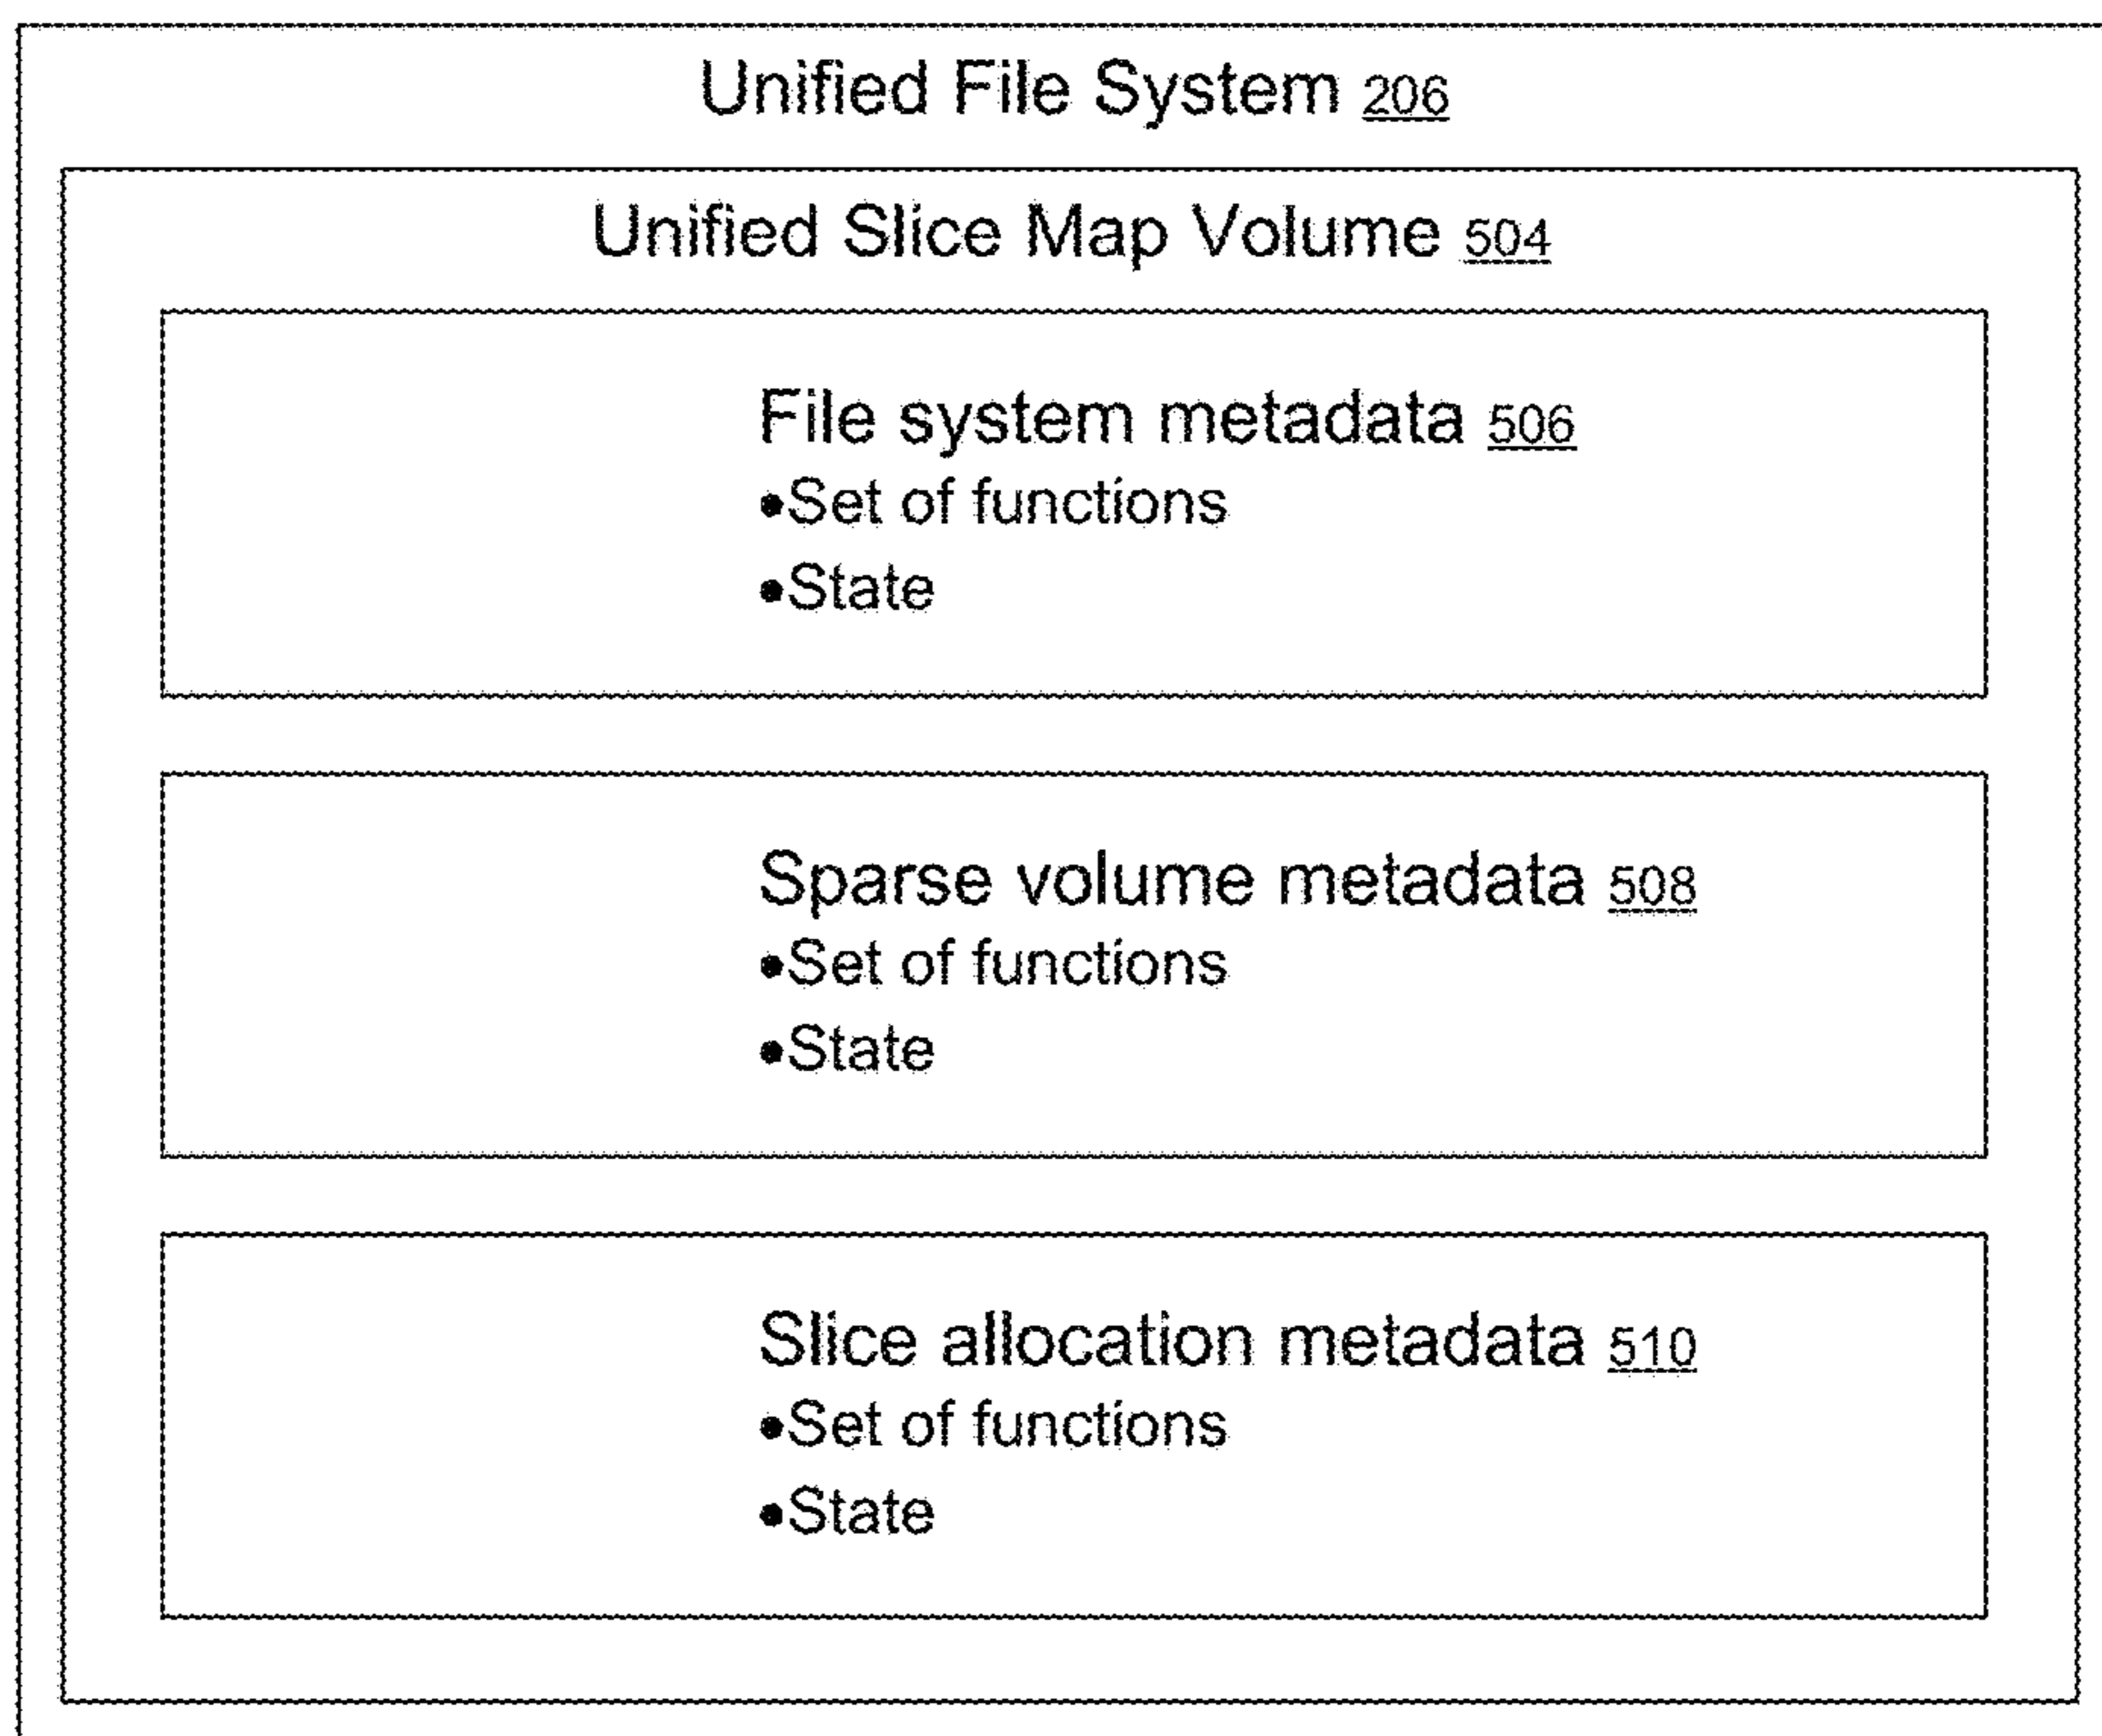 Unified File System 206
Unified Slice Map Volume 504
File system metadata 506
•Set of functions
•State
Sparse volume metadata 508
•Set of functions
•State
Slice allocation metadata 510
•Set of functions
•State